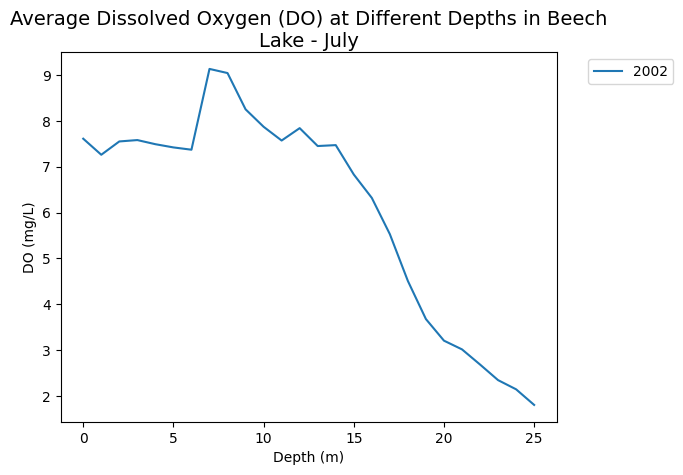 Average Dissolved Oxygen (DO) at Different Depths in Beech
Lake - July
2002
9
8
7
6
5
4
3
2
DO (mg/L)
0 5 10 15 20 25
Depth (m)